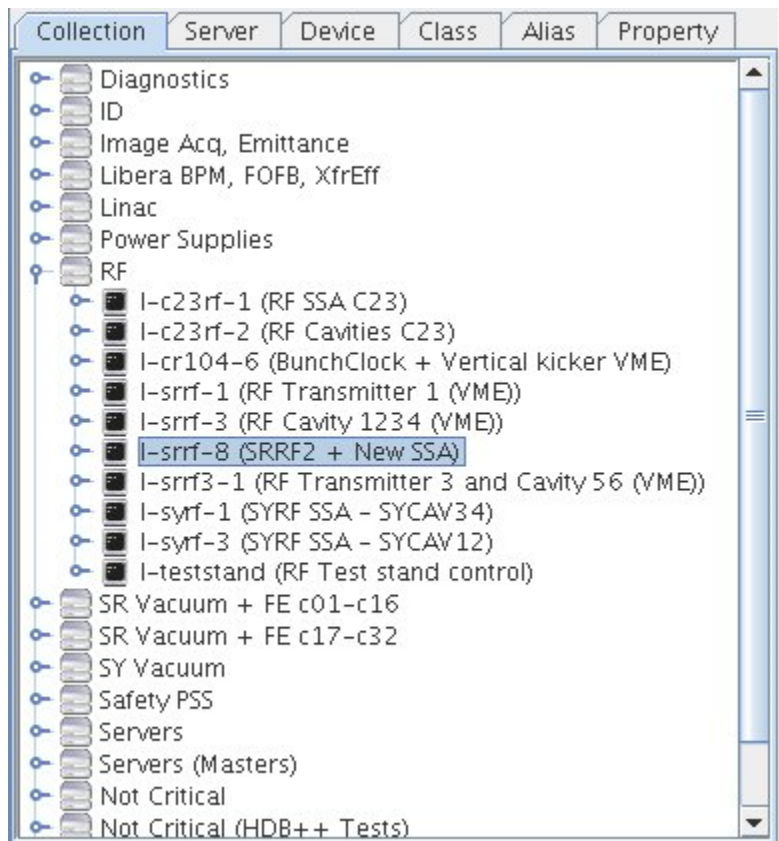 Collection Server Device Class Alias Property
Diagnostics
ID
Image Acq, Emittance
Libera BPM, FOFB, XfrEff
Linac
Power Supplies
RF
l-c23rf-1 (RF SSA C23)
l-c23rf-2 (RF Cavities C23)
l-cr104-6 (BunchClock + Vertical kicker VME)
l-srrf-1 (RF Transmitter 1 (VME))
l-srrf-3 (RF Cavity 1234 (VME))
l-srrf-8 (SRRF2 + New SSA)
l-srrf3-1 (RF Transmitter 3 and Cavity 56 (VME))
l-syrf-1 (SYRF SSA - SYCAV34)
l-syrf-3 (SYRF SSA - SYCAV12)
l-teststand (RF Test stand control)
SR Vacuum + FE c01-c16
SR Vacuum + FE c17-c32
SY Vacuum
Safety PSS
Servers
Servers (Masters)
Not Critical
Not Critical (HDB++ Tests)